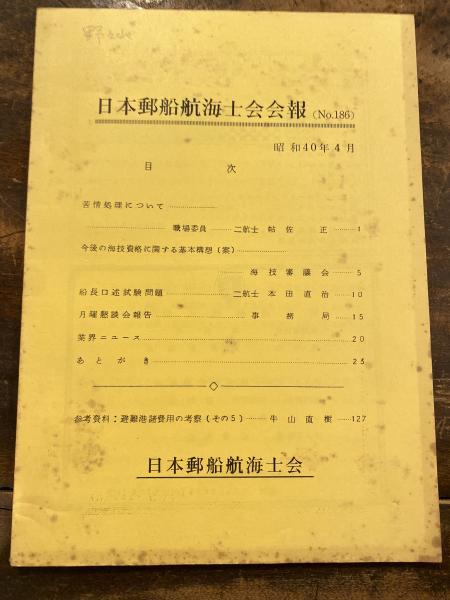 日本郵船航海士会会報 (No.186)
昭和40年4月
目 次
苦情処理について…………
…………職場委員……二航士 帖佐 正……1
今後の海技資格に関する基本構想(案)…………
…………海技審議会……5
船長口述試験問題…………二航士 本田直治……10
月曜懇談会報告…………事務局……15
業界ニュース…………20
あとがき…………23
参考資料:避難港諸費用の考察(その5)……牛山直樹……127
日本郵船航海士会